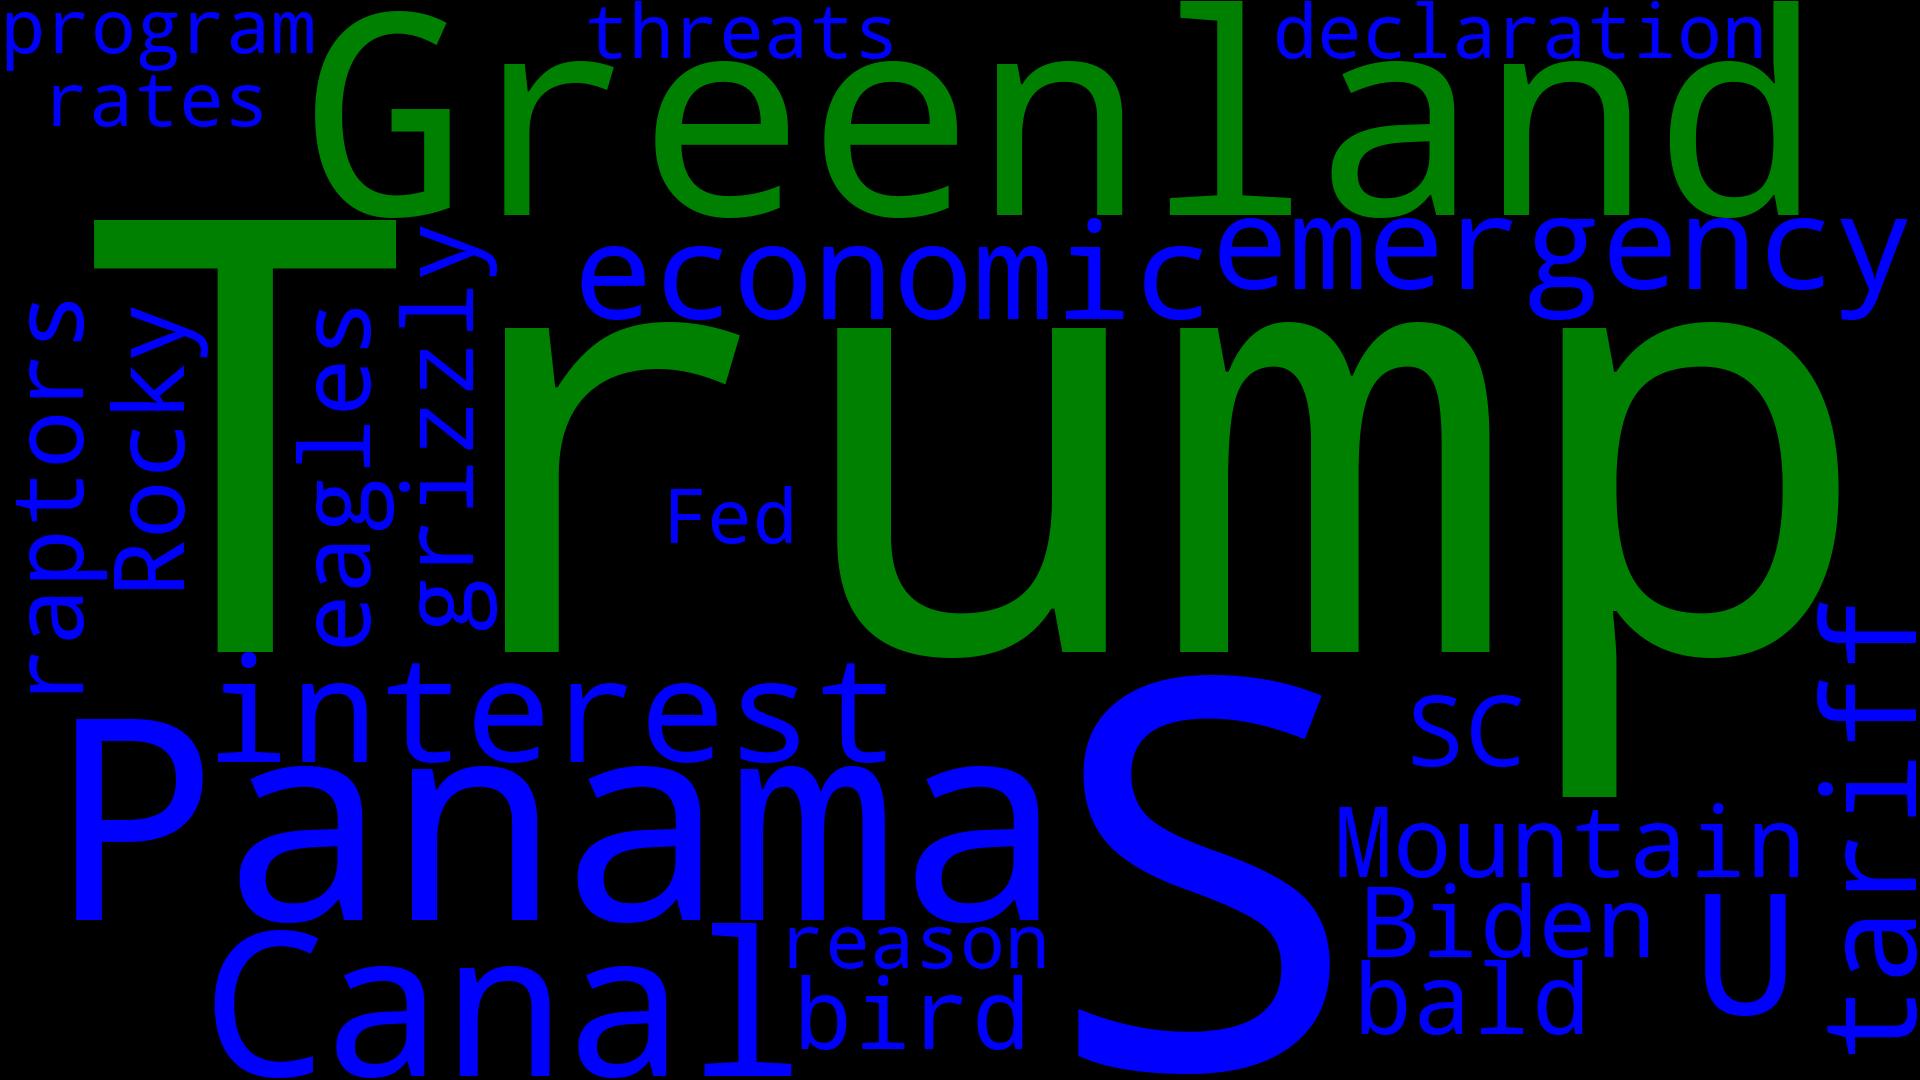 program
threats
declaration
rates
Greenland
economic
emergency
Trump
raptors
Rocky
eagles
grizzly
Fed
interest
SC
tariff
Panama
S
Mountain
Biden
U
Canal
reason
bird
bald